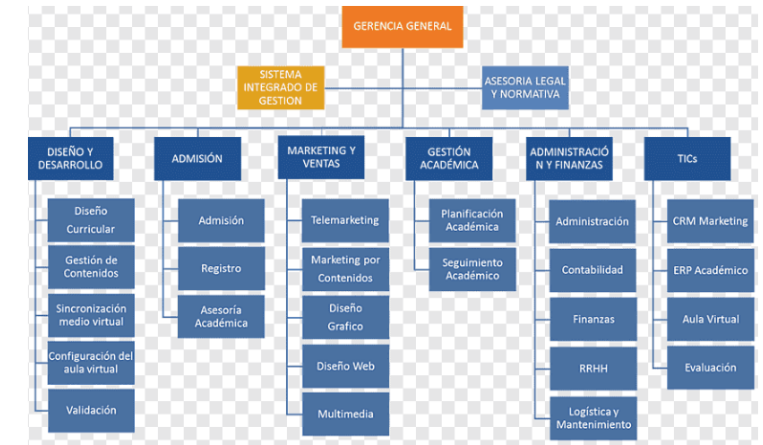 GERENCIA GENERAL
SISTEMA
INTEGRADO DE
GESTION
ASESORIA LEGAL
Y NORMATIVA
DISEÑO Y
DESARROLLO
ADMISIÓN
MARKETING Y
VENTAS
GESTIÓN
ACADÉMICA
ADMINISTRACIÓ
N Y FINANZAS
TICs
Diseño
Curricular
Gestión de
Contenidos
Sincronización
medio virtual
Configuración del
aula virtual
Validación
Admisión
Registro
Asesoría
Académica
Telemarketing
Marketing por
Contenidos
Diseño
Grafico
Diseño Web
Multimedia
Planificación
Académica
Seguimiento
Académico
Administración
Contabilidad
Finanzas
RRHH
Logística y
Mantenimiento
CRM Marketing
ERP Académico
Aula Virtual
Evaluación